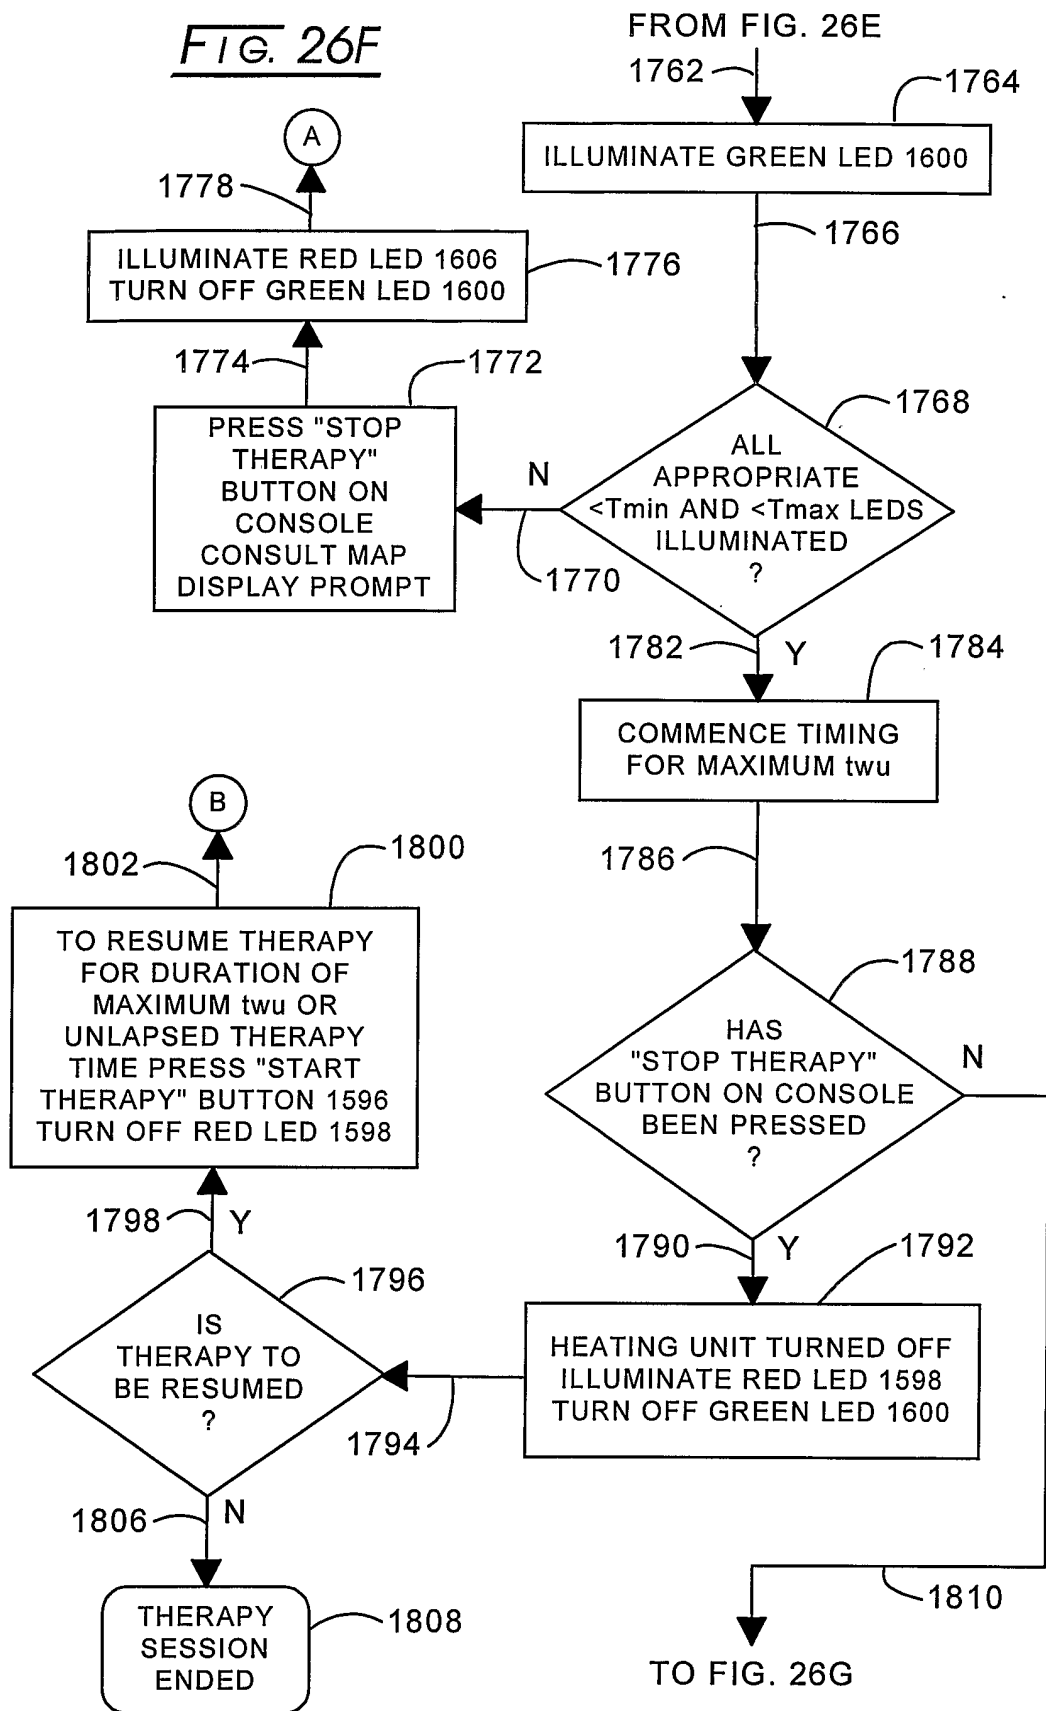 FIG. 26F
FROM FIG. 26E
1762
1764
ILLUMINATE GREEN LED 1600
1766
A
1778
ILLUMINATE RED LED 1606
TURN OFF GREEN LED 1600
1776
1774
1772
PRESS "STOP
THERAPY"
BUTTON ON
CONSOLE
CONSULT MAP
DISPLAY PROMPT
N
1770
1768
ALL
APPROPRIATE
<Tmin AND <Tmax LEDS
ILLUMINATED
?
1782
Y
1784
COMMENCE TIMING
FOR MAXIMUM twu
1786
B
1802
1800
TO RESUME THERAPY
FOR DURATION OF
MAXIMUM twu OR
UNLAPSED THERAPY
TIME PRESS "START
THERAPY" BUTTON 1596
TURN OFF RED LED 1598
1788
HAS
"STOP THERAPY"
BUTTON ON CONSOLE
BEEN PRESSED
?
N
1790
Y
1792
HEATING UNIT TURNED OFF
ILLUMINATE RED LED 1598
TURN OFF GREEN LED 1600
1794
1798
Y
1796
IS
THERAPY TO
BE RESUMED
?
1806
N
THERAPY
SESSION
ENDED
1808
1810
TO FIG. 26G